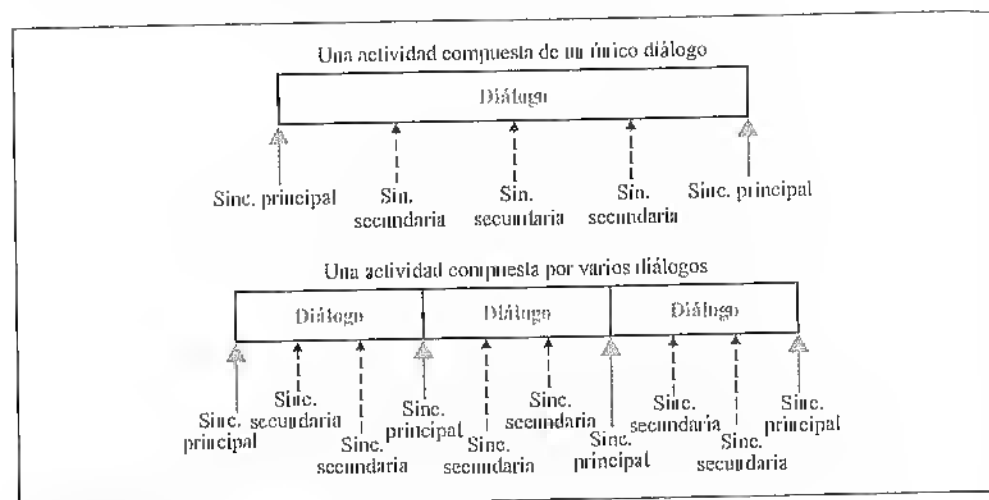 Una actividad compuesta de un único diálogo
Diálogo
Sinc. principal
Sin.
secundaria
Sin.
secundaria
Sin.
secundaria
Sinc. principal
Una actividad compuesta por varios diálogos
Diálogo
Diálogo
Diálogo
Sinc.
principal
Sinc.
secundaria
Sinc.
secundaria
Sinc.
principal
Sinc.
secundaria
Sinc.
secundaria
Sinc.
principal
Sinc.
secundaria
Sinc.
secundaria
Sinc.
principal